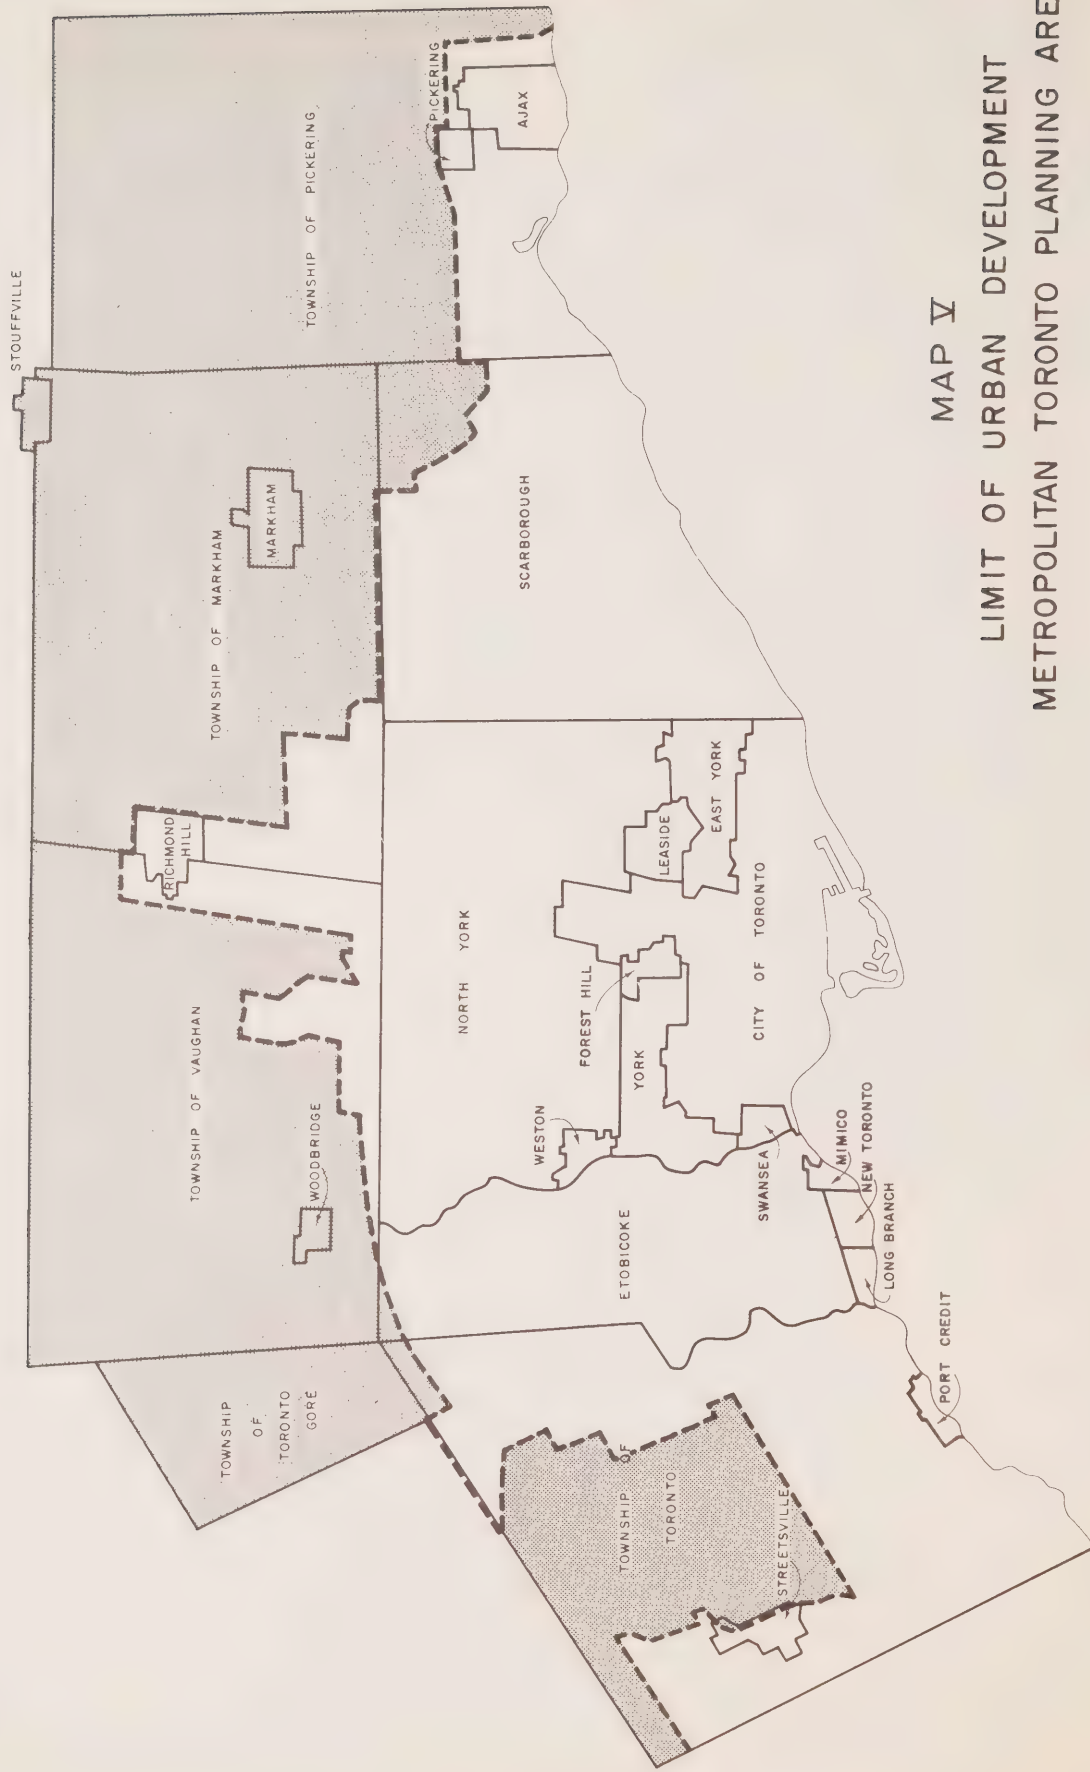 STOUFFVILLE
TOWNSHIP OF PICKERING
PICKERING
AJAX
TOWNSHIP OF MARKHAM
MARKHAM
SCARBOROUGH
RICHMOND
HILL
TOWNSHIP OF VAUGHAN
WOODBRIDGE
NORTH YORK
LEASIDE
EAST YORK
FOREST HILL
YORK
CITY OF TORONTO
WESTON
SWANSEA
MIMICO
NEW TORONTO
LONG BRANCH
ETOBICOKE
PORT CREDIT
TOWNSHIP
OF
TORONTO
GORE
TOWNSHIP OF
TORONTO
STREETSVILLE
MAP V
LIMIT OF URBAN DEVELOPMENT
METROPOLITAN TORONTO PLANNING ARE